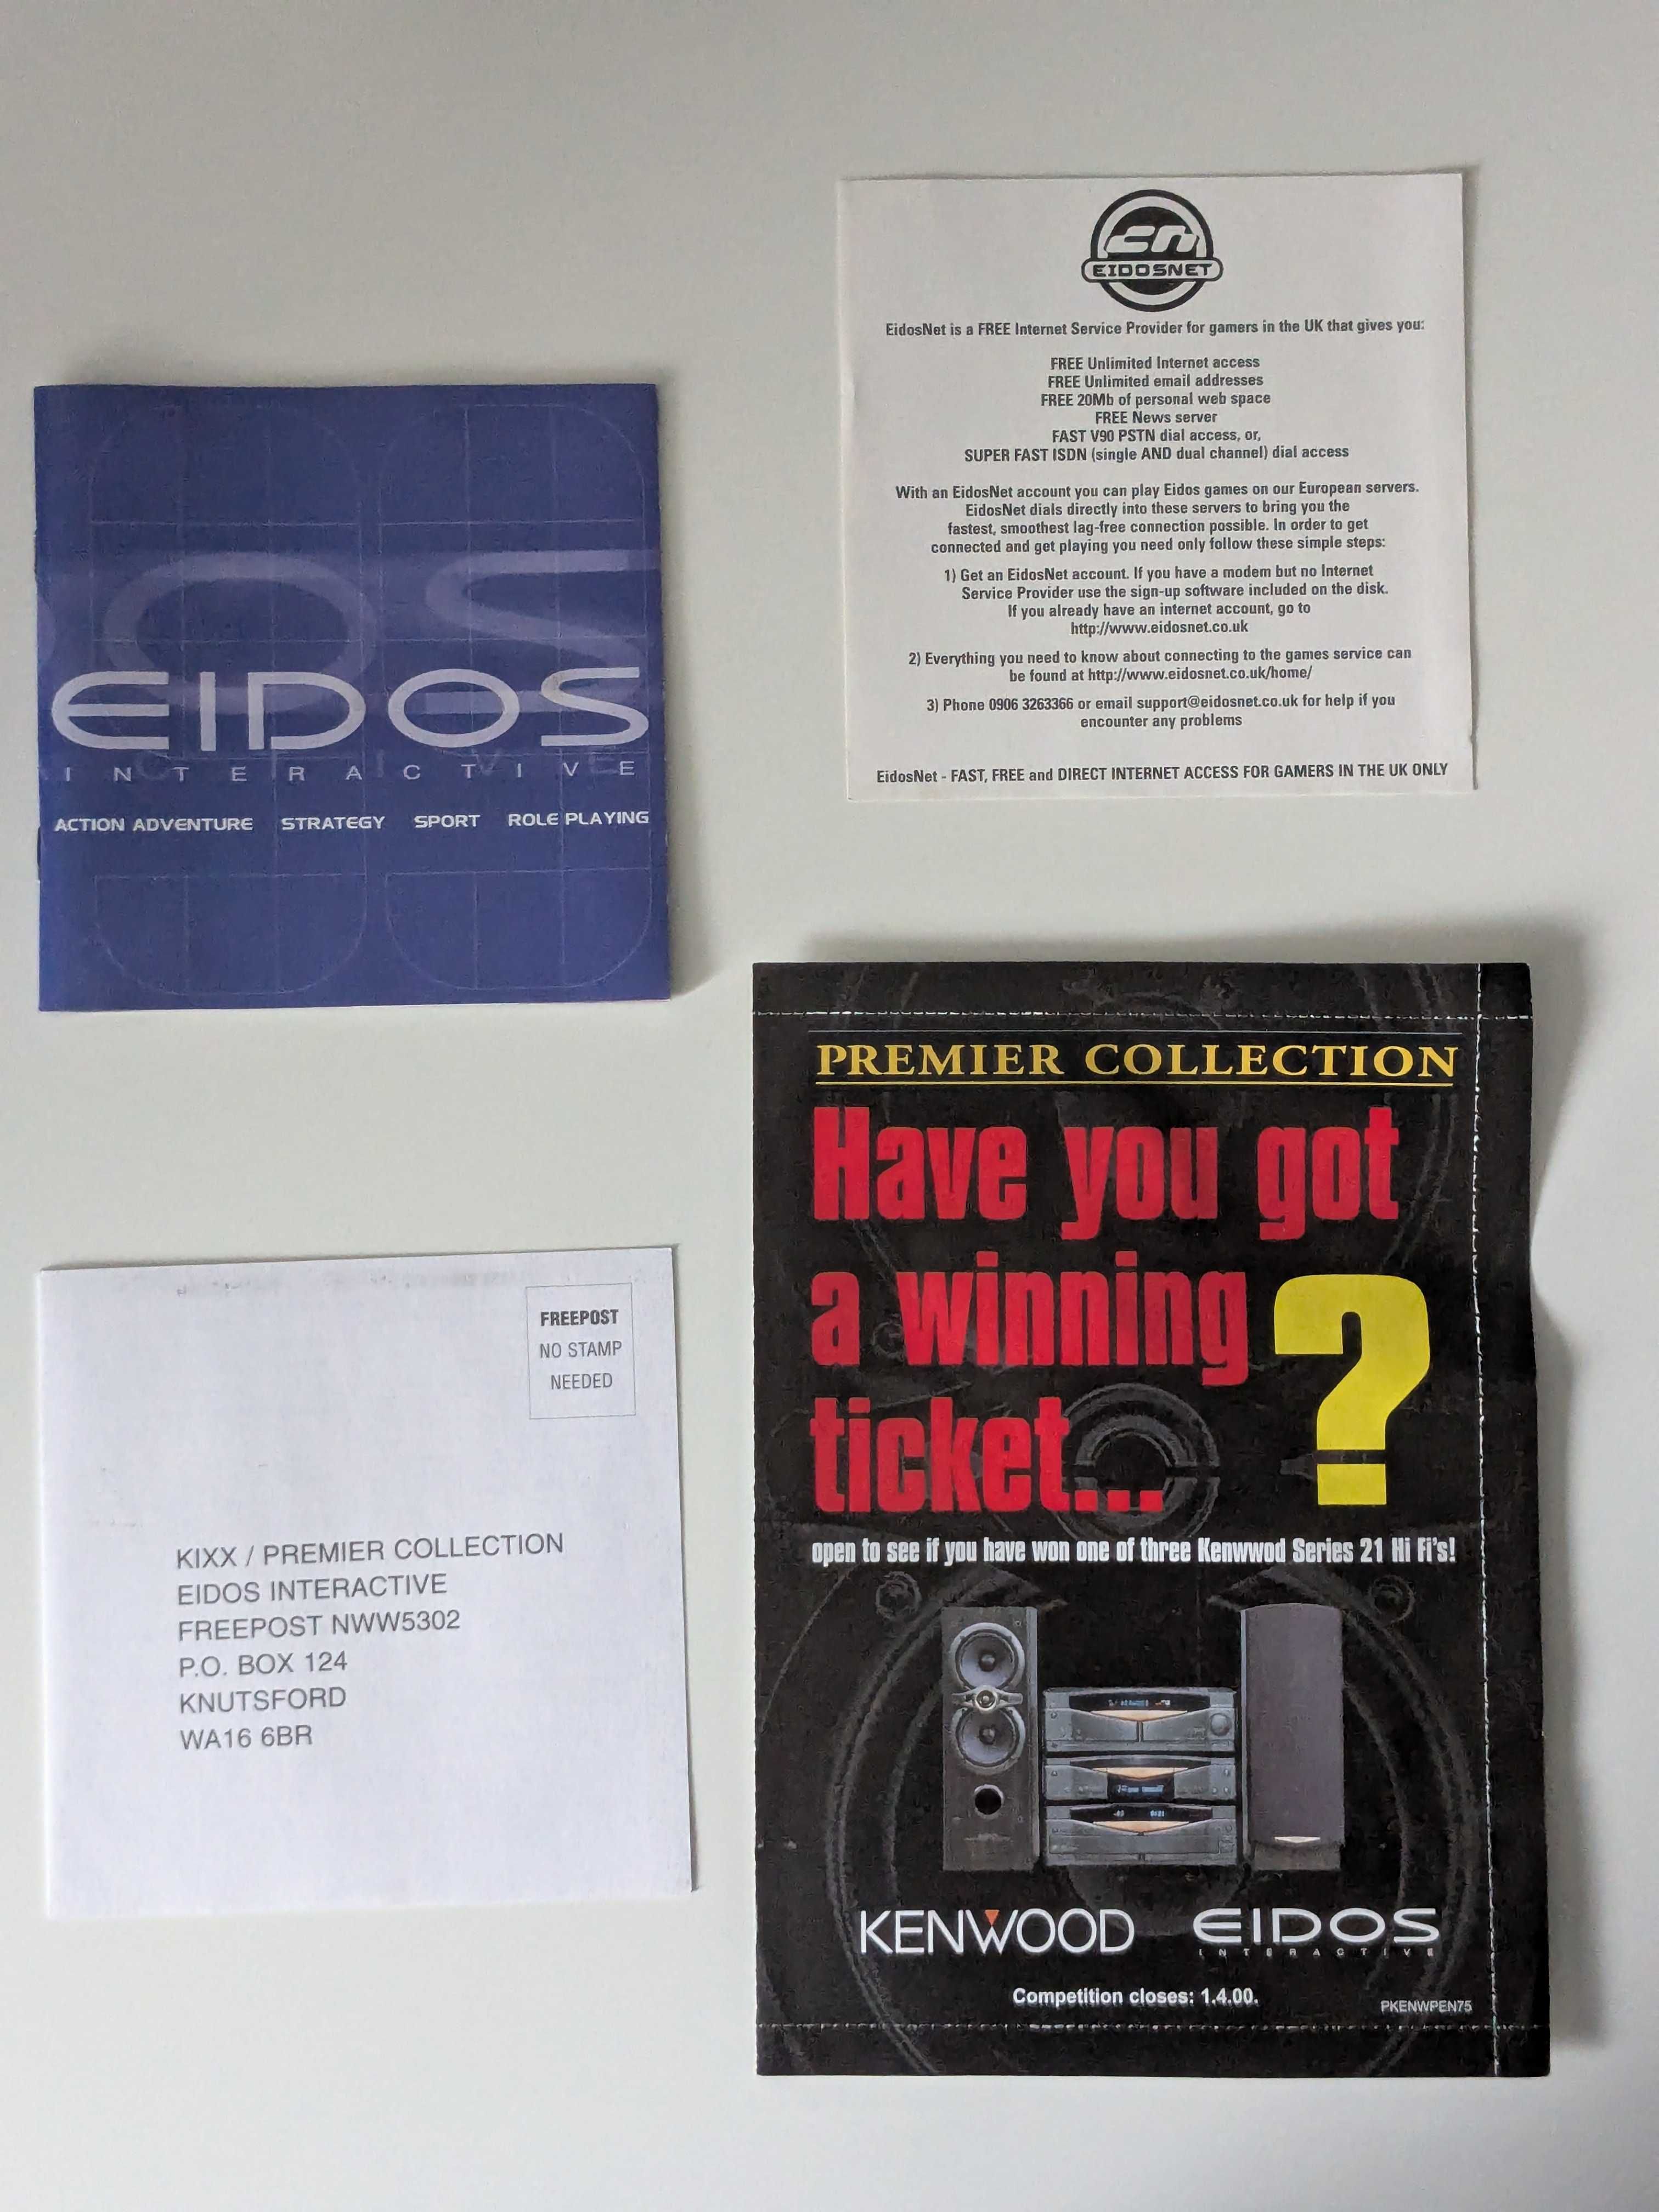 EIDOS
INTERACTIVE
ACTION ADVENTURE STRATEGY SPORT ROLE PLAYING
en
EIDOSNET
EidosNet is a FREE Internet Service Provider for gamers in the UK that gives you:
FREE Unlimited Internet access
FREE Unlimited email addresses
FREE 20Mb of personal web space
FREE News server
FAST V90 PSTN dial access, or,
SUPER FAST ISDN (single AND dual channel) dial access
With an EidosNet account you can play Eidos games on our European servers.
EidosNet dials directly into these servers to bring you the
fastest, smoothest lag-free connection possible. In order to get
connected and get playing you need only follow these simple steps:
1) Get an EidosNet account. If you have a modem but no Internet
Service Provider use the sign-up software included on the disk.
If you already have an internet account, go to
http://www.eidosnet.co.uk
2) Everything you need to know about connecting to the games service can
be found at http://www.eidosnet.co.uk/home/
3) Phone 0906 3263366 or email support@eidosnet.co.uk for help if you
encounter any problems
EidosNet - FAST, FREE and DIRECT INTERNET ACCESS FOR GAMERS IN THE UK ONLY
FREEPOST
NO STAMP
NEEDED
KIXX / PREMIER COLLECTION
EIDOS INTERACTIVE
FREEPOST NWW5302
P.O. BOX 124
KNUTSFORD
WA16 6BR
PREMIER COLLECTION
Have you got
a winning
ticket...?
open to see if you have won one of three Kenwwod Series 21 Hi Fi's!
KENWOOD EIDOS
INTERACTIVE
Competition closes: 1.4.00.
PKENWPEN75